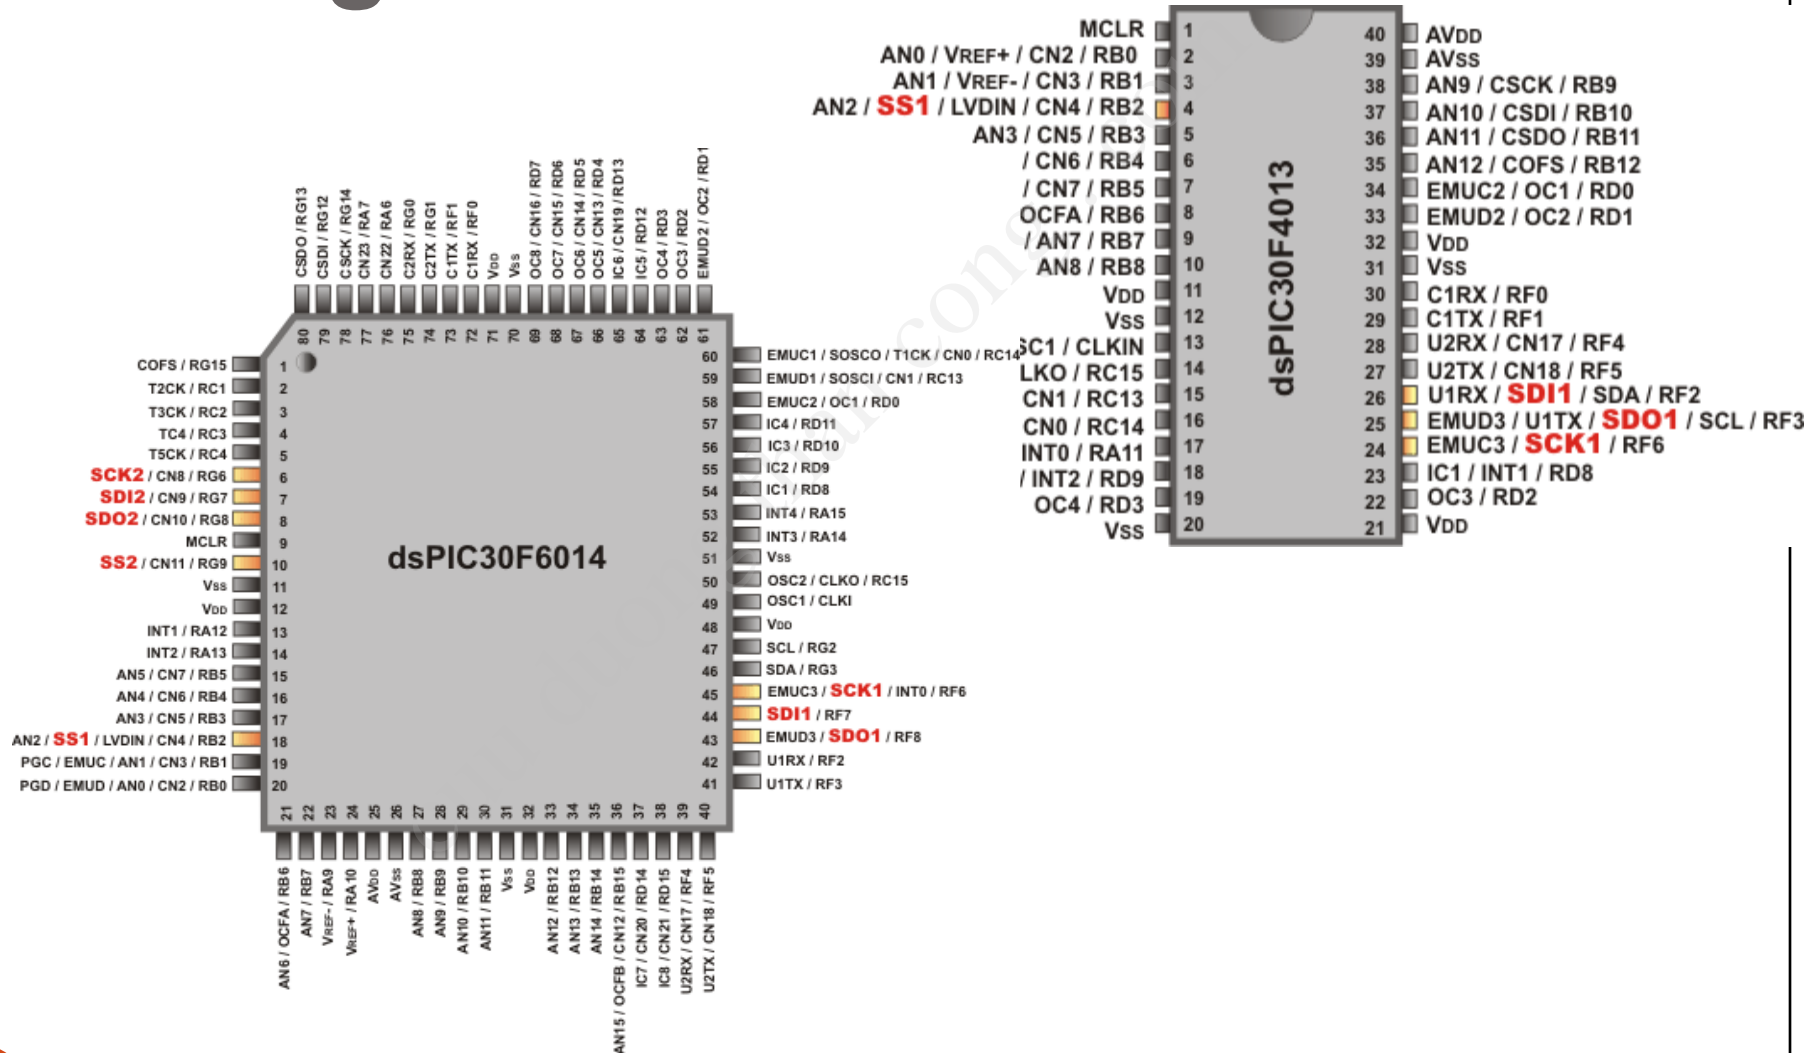 MCLR 1
AN0 / VREF+ / CN2 / RB0 2
AN1 / VREF- / CN3 / RB1 3
AN2 / SS1 / LVDIN / CN4 / RB2 4
AN3 / CN5 / RB3 5
/ CN6 / RB4 6
/ CN7 / RB5 7
OCFA / RB6 8
/ AN7 / RB7 9
AN8 / RB8 10
VDD 11
VSS 12
SC1 / CLKIN 13
LKO / RC15 14
CN1 / RC13 15
CN0 / RC14 16
INT0 / RA11 17
/ INT2 / RD9 18
OC4 / RD3 19
VSS 20
dsPIC30F4013
40 AVDD
39 AVSS
38 AN9 / CSCK / RB9
37 AN10 / CSDI / RB10
36 AN11 / CSDO / RB11
35 AN12 / COFS / RB12
34 EMUC2 / OC1 / RD0
33 EMUD2 / OC2 / RD1
32 VDD
31 VSS
30 C1RX / RF0
29 C1TX / RF1
28 U2RX / CN17 / RF4
27 U2TX / CN18 / RF5
26 U1RX / SDI1 / SDA / RF2
25 EMUD3 / U1TX / SDO1 / SCL / RF3
24 EMUC3 / SCK1 / RF6
23 IC1 / INT1 / RD8
22 OC3 / RD2
21 VDD
CSDO / RG13 80
CSDI / RG12 79
CSCK / RG14 78
CN23 / RA7 77
CN22 / RA6 76
C2RX / RG0 75
C2TX / RG1 74
C1TX / RF1 73
C1RX / RF0 72
VDD 71
VSS 70
OC8 / CN16 / RD7 69
OC7 / CN15 / RD6 68
OC6 / CN14 / RD5 67
OC5 / CN13 / RD4 66
IC6 / CN19 / RD13 65
IC5 / RD12 64
OC4 / RD3 63
OC3 / RD2 62
EMUD2 / OC2 / RD1 61
COFS / RG15 1
T2CK / RC1 2
T3CK / RC2 3
TC4 / RC3 4
T5CK / RC4 5
SCK2 / CN8 / RG6 6
SDI2 / CN9 / RG7 7
SDO2 / CN10 / RG8 8
MCLR 9
SS2 / CN11 / RG9 10
VSS 11
VDD 12
INT1 / RA12 13
INT2 / RA13 14
AN5 / CN7 / RB5 15
AN4 / CN6 / RB4 16
AN3 / CN5 / RB3 17
AN2 / SS1 / LVDIN / CN4 / RB2 18
PGC / EMUC / AN1 / CN3 / RB1 19
PGD / EMUD / AN0 / CN2 / RB0 20
dsPIC30F6014
60 EMUC1 / SOSCO / T1CK / CN0 / RC14
59 EMUD1 / SOSCI / CN1 / RC13
58 EMUC2 / OC1 / RD0
57 IC4 / RD11
56 IC3 / RD10
55 IC2 / RD9
54 IC1 / RD8
53 INT4 / RA15
52 INT3 / RA14
51 VSS
50 OSC2 / CLKO / RC15
49 OSC1 / CLKI
48 VDD
47 SCL / RG2
46 SDA / RG3
45 EMUC3 / SCK1 / INT0 / RF6
44 SDI1 / RF7
43 EMUD3 / SDO1 / RF8
42 U1RX / RF2
41 U1TX / RF3
21 AN6 / OCFA / RB6
22 AN7 / RB7
23 VREF- / RA9
24 VREF+ / RA10
25 AVDD
26 AVSS
27 AN8 / RB8
28 AN9 / RB9
29 AN10 / RB10
30 AN11 / RB11
31 VSS
32 VDD
33 AN12 / RB12
34 AN13 / RB13
35 AN14 / RB14
36 AN15 / OCFB / CN12 / RB15
37 IC7 / CN20 / RD14
38 IC8 / CN21 / RD15
39 U2RX / CN17 / RF4
40 U2TX / CN18 / RF5